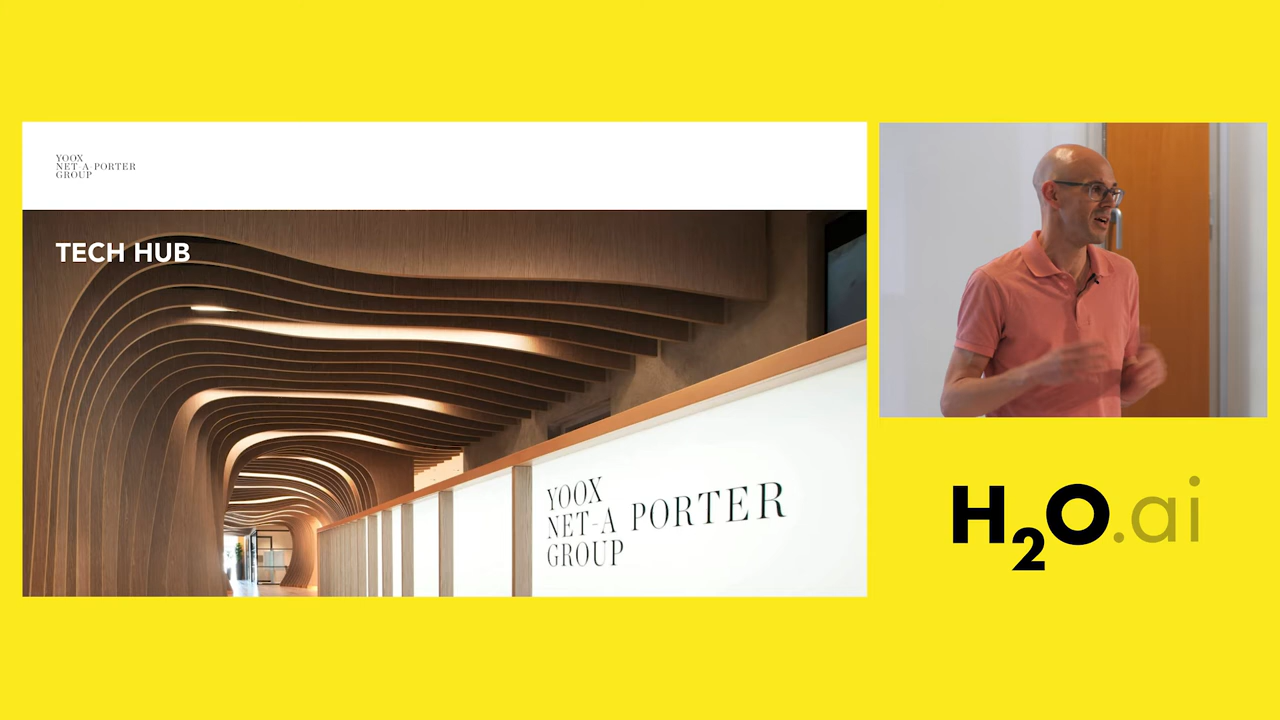 YOOX
NET-A-PORTER
GROUP
TECH HUB
YOOX
NET-A PORTER
GROUP
H2O.ai